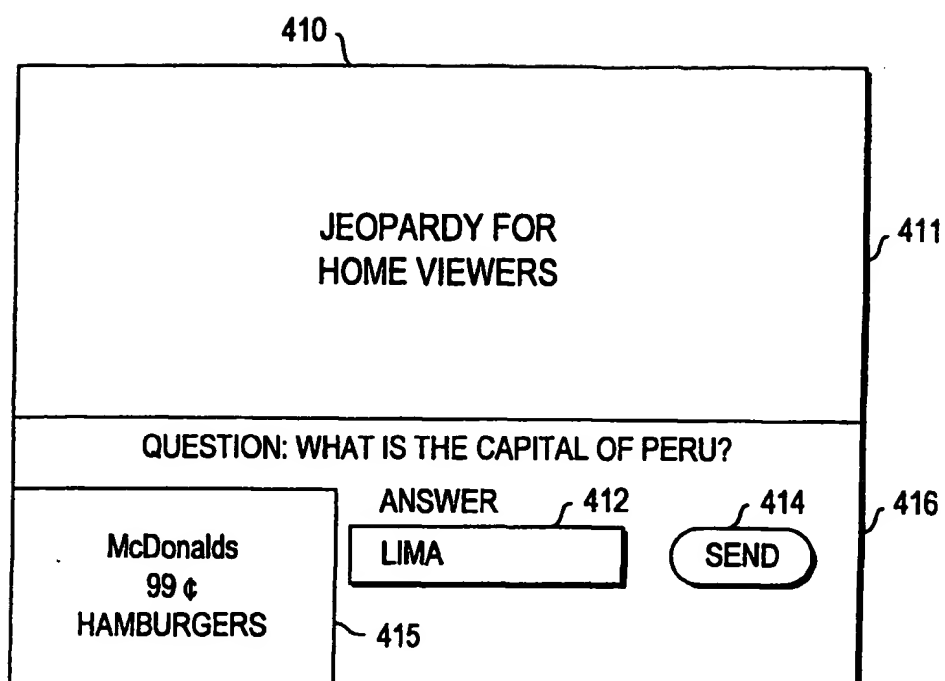 410
JEOPARDY FOR
HOME VIEWERS
411
QUESTION: WHAT IS THE CAPITAL OF PERU?
ANSWER
412
414
416
McDonalds
99 ¢
HAMBURGERS
LIMA
SEND
415